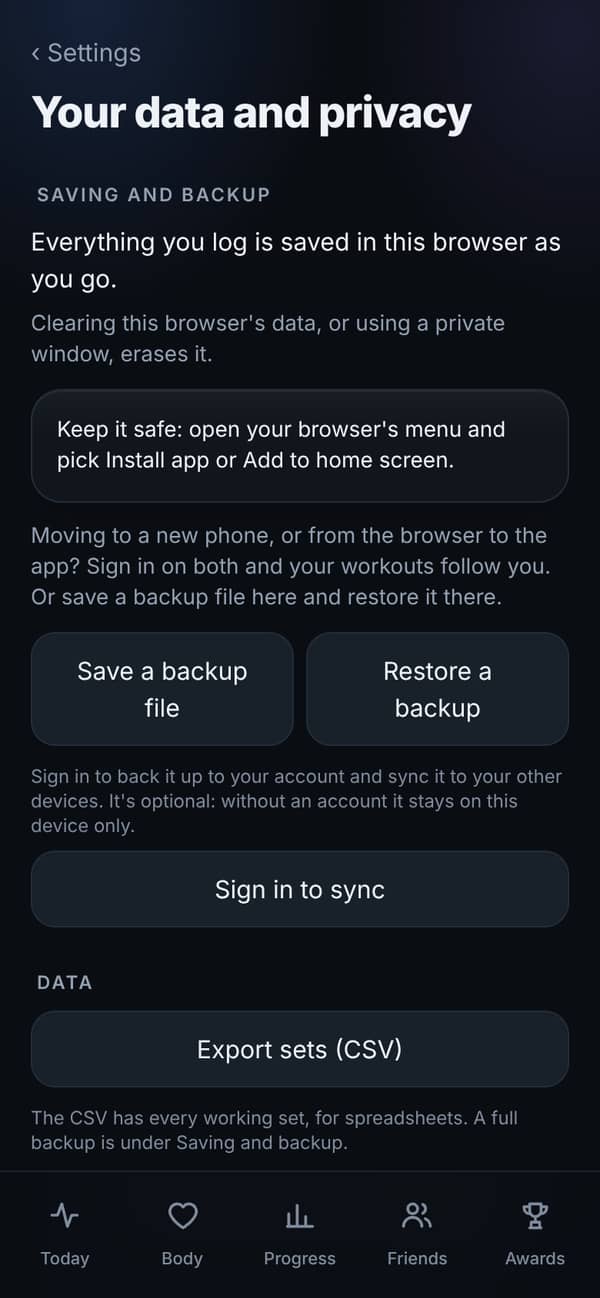 ‹ Settings
Your data and privacy
SAVING AND BACKUP
Everything you log is saved in this browser as
you go.
Clearing this browser's data, or using a private
window, erases it.
Keep it safe: open your browser's menu and
pick Install app or Add to home screen.
Moving to a new phone, or from the browser to the
app? Sign in on both and your workouts follow you.
Or save a backup file here and restore it there.
Save a backup
file
Restore a
backup
Sign in to back it up to your account and sync it to your other
devices. It's optional: without an account it stays on this
device only.
Sign in to sync
DATA
Export sets (CSV)
The CSV has every working set, for spreadsheets. A full
backup is under Saving and backup.
Today
Body
Progress
Friends
Awards